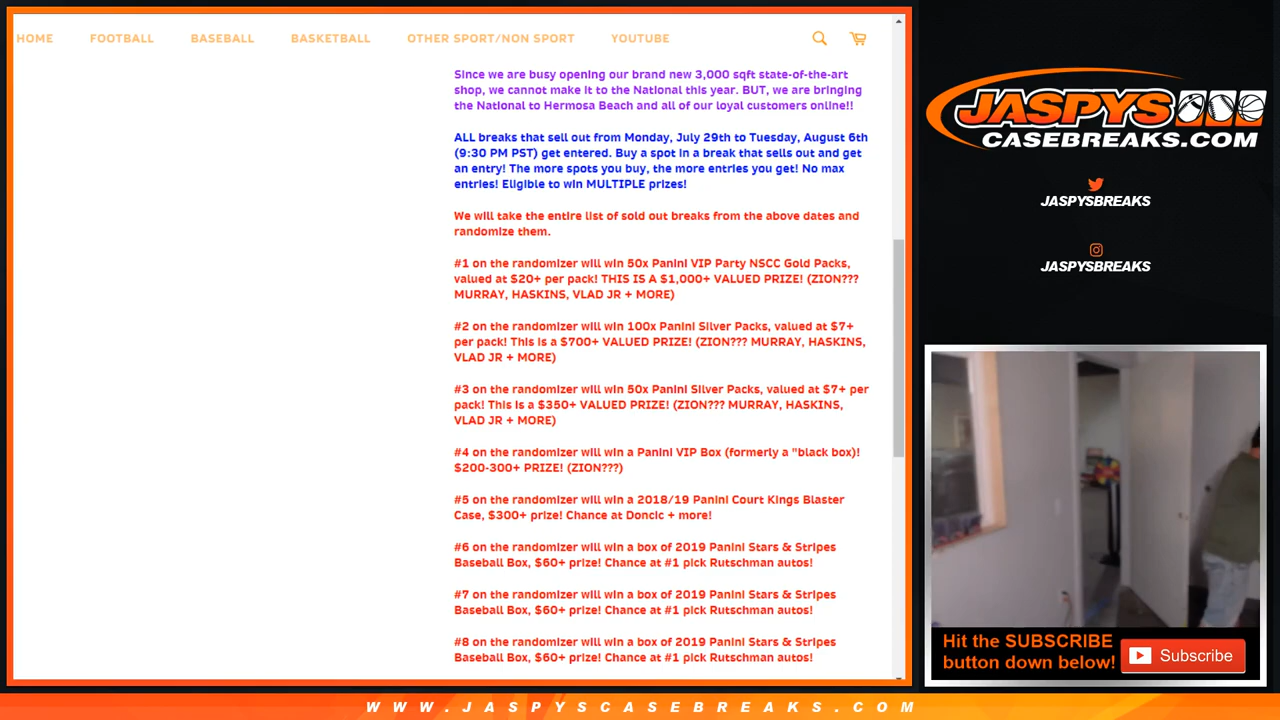 HOME FOOTBALL BASEBALL BASKETBALL OTHER SPORT/NON SPORT YOUTUBE
Since we are busy opening our brand new 3,000 sqft state-of-the-art
shop, we cannot make it to the National this year. BUT, we are bringing
the National to Hermosa Beach and all of our loyal customers online!!
ALL breaks that sell out from Monday, July 29th to Tuesday, August 6th
(9:30 PM PST) get entered. Buy a spot in a break that sells out and get
an entry! The more spots you buy, the more entries you get! No max
entries! Eligible to win MULTIPLE prizes!
We will take the entire list of sold out breaks from the above dates and
randomize them.
#1 on the randomizer will win 50x Panini VIP Party NSCC Gold Packs,
valued at $20+ per pack! THIS IS A $1,000+ VALUED PRIZE! (ZION???
MURRAY, HASKINS, VLAD JR + MORE)
#2 on the randomizer will win 100x Panini Silver Packs, valued at $7+
per pack! This is a $700+ VALUED PRIZE! (ZION??? MURRAY, HASKINS,
VLAD JR + MORE)
#3 on the randomizer will win 50x Panini Silver Packs, valued at $7+ per
pack! This is a $350+ VALUED PRIZE! (ZION??? MURRAY, HASKINS,
VLAD JR + MORE)
#4 on the randomizer will win a Panini VIP Box (formerly a "black box)!
$200-300+ PRIZE! (ZION???)
#5 on the randomizer will win a 2018/19 Panini Court Kings Blaster
Case, $300+ prize! Chance at Doncic + more!
#6 on the randomizer will win a box of 2019 Panini Stars & Stripes
Baseball Box, $60+ prize! Chance at #1 pick Rutschman autos!
#7 on the randomizer will win a box of 2019 Panini Stars & Stripes
Baseball Box, $60+ prize! Chance at #1 pick Rutschman autos!
#8 on the randomizer will win a box of 2019 Panini Stars & Stripes
Baseball Box, $60+ prize! Chance at #1 pick Rutschman autos!
JASPYS
CASEBREAKS.COM
JASPYSBREAKS
JASPYSBREAKS
Hit the SUBSCRIBE
button down below!
Subscribe
WWW.JASPYSCASEBREAKS.COM